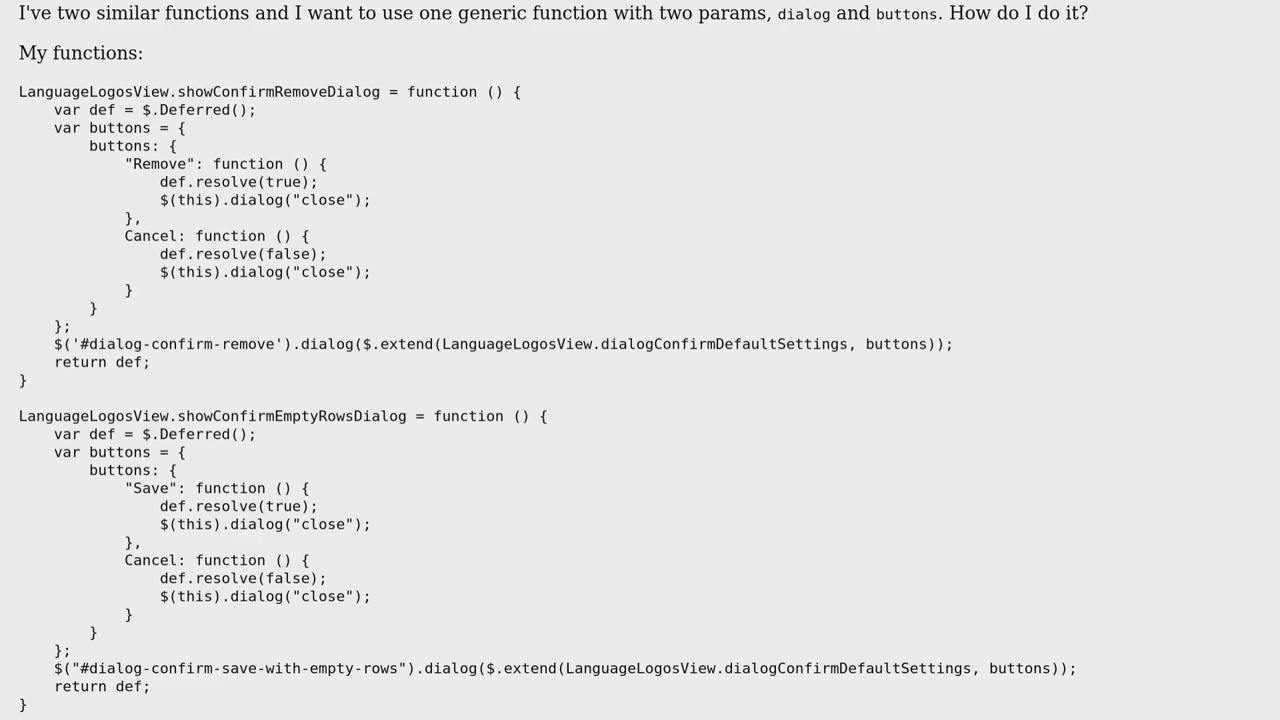 I've two similar functions and I want to use one generic function with two params, dialog and buttons. How do I do it?
My functions:
LanguageLogosView.showConfirmRemoveDialog = function () {
    var def = $.Deferred();
    var buttons = {
        buttons: {
            "Remove": function () {
                def.resolve(true);
                $(this).dialog("close");
            },
            Cancel: function () {
                def.resolve(false);
                $(this).dialog("close");
            }
        }
    };
    $('#dialog-confirm-remove').dialog($.extend(LanguageLogosView.dialogConfirmDefaultSettings, buttons));
    return def;
}
LanguageLogosView.showConfirmEmptyRowsDialog = function () {
    var def = $.Deferred();
    var buttons = {
        buttons: {
            "Save": function () {
                def.resolve(true);
                $(this).dialog("close");
            },
            Cancel: function () {
                def.resolve(false);
                $(this).dialog("close");
            }
        }
    };
    $("#dialog-confirm-save-with-empty-rows").dialog($.extend(LanguageLogosView.dialogConfirmDefaultSettings, buttons));
    return def;
}